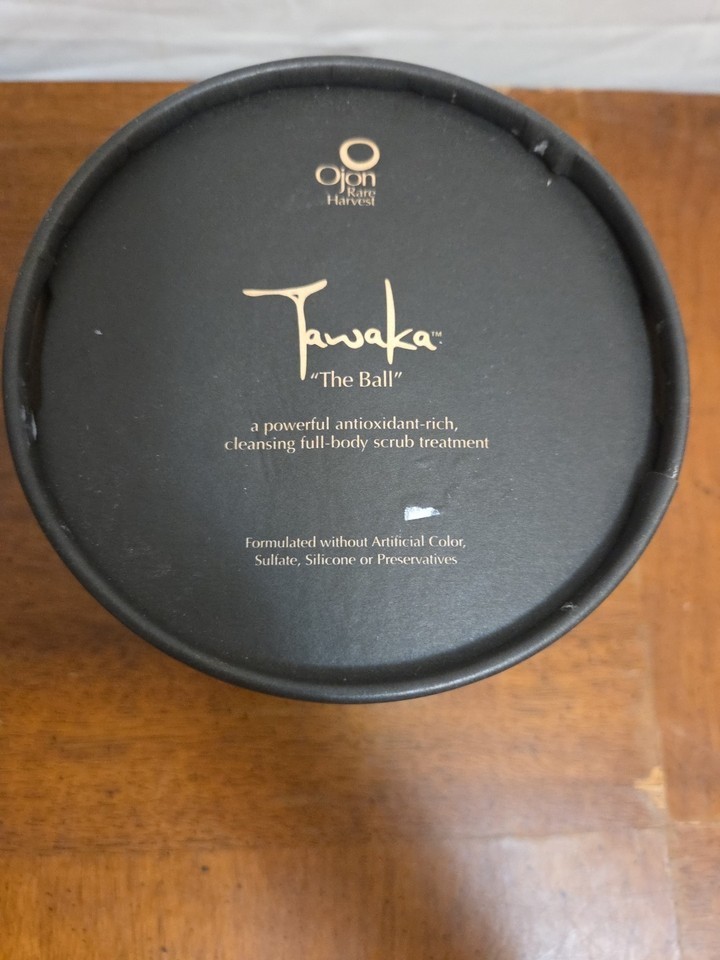 Ojon
Rare
Harvest
Tawaka™
"The Ball"
a powerful antioxidant-rich,
cleansing full-body scrub treatment
Formulated without Artificial Color,
Sulfate, Silicone or Preservatives